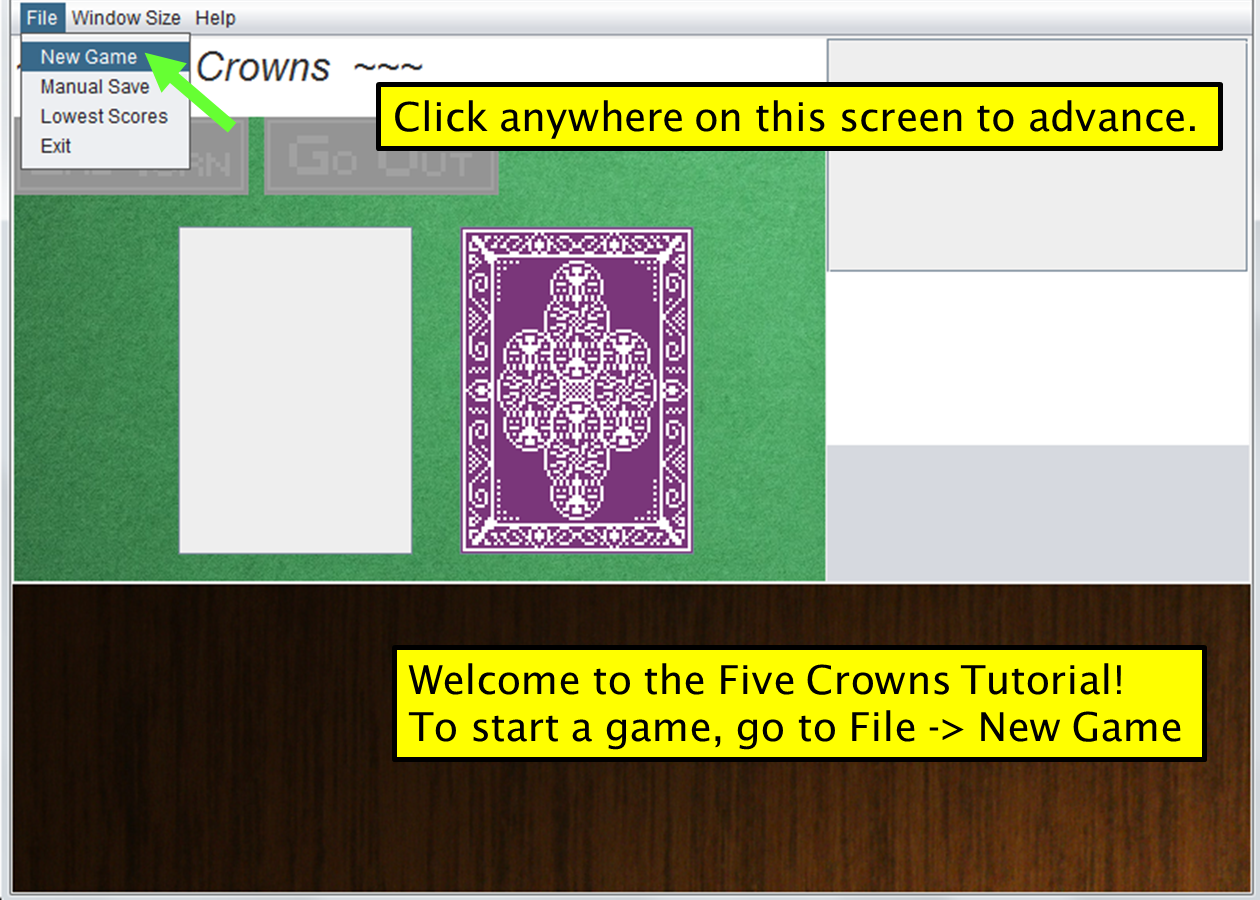 File Window Size Help
New Game
Manual Save
Lowest Scores
Exit
Crowns ~~~
Click anywhere on this screen to advance.
Go Out
Welcome to the Five Crowns Tutorial!
To start a game, go to File -> New Game